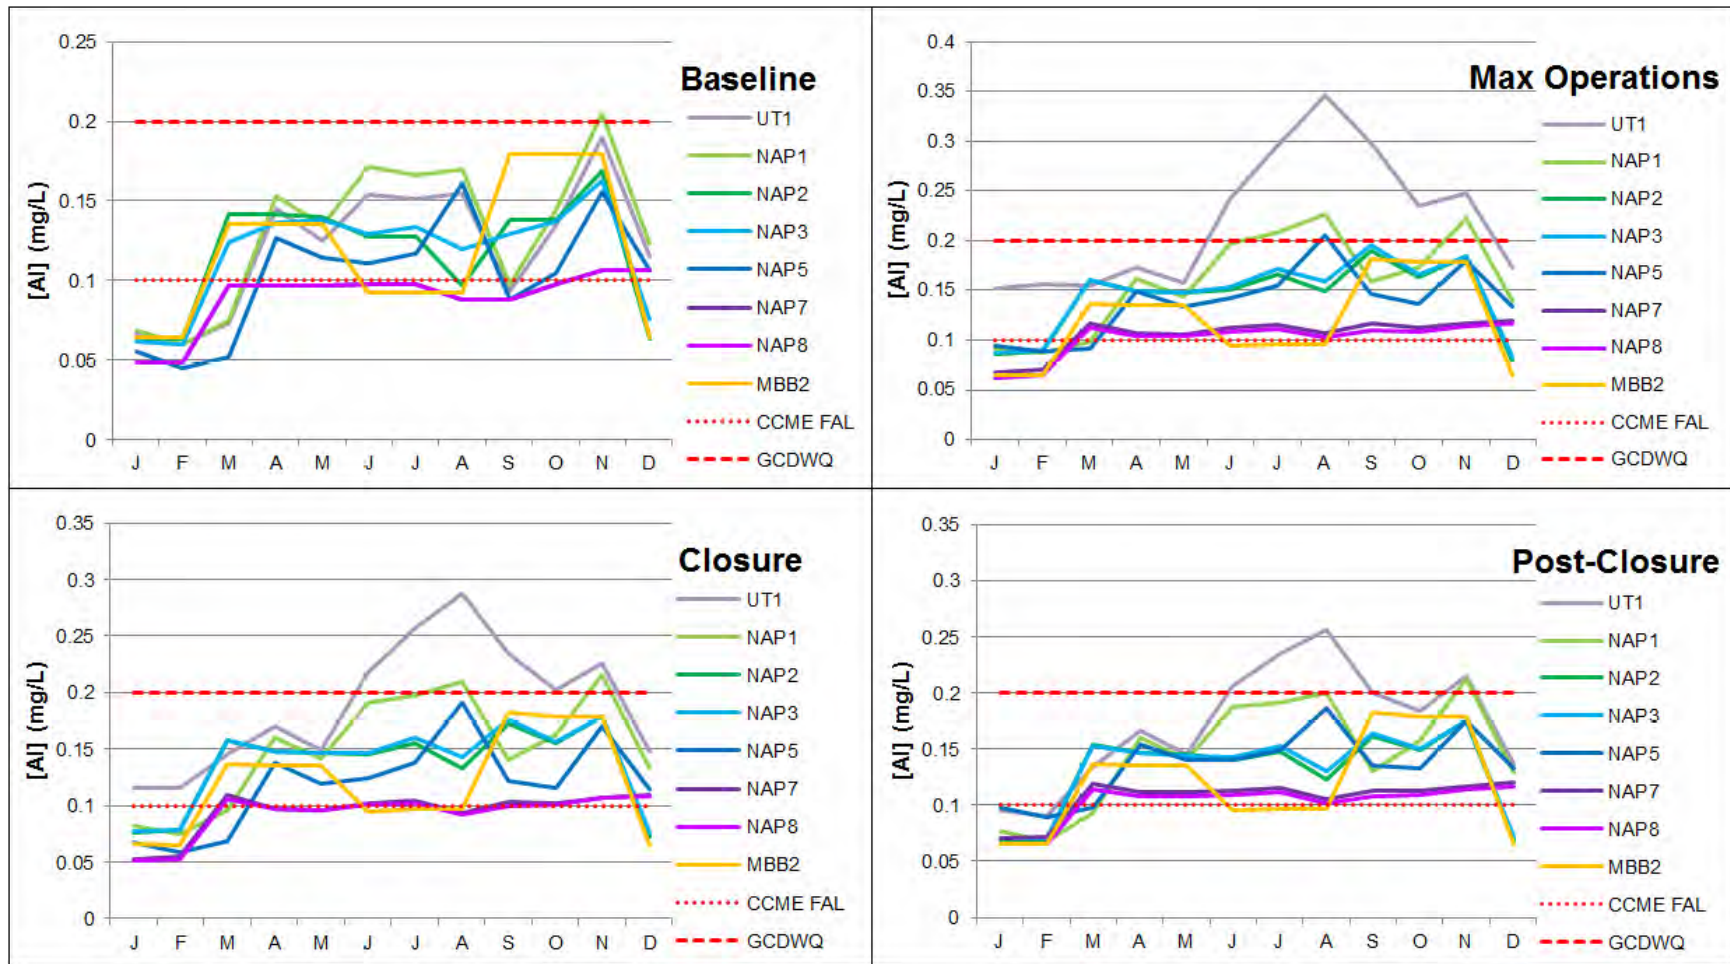 Baseline
[Al] (mg/L)
0.25
0.2
0.15
0.1
0.05
0
J F M A M J J A S O N D
UT1
NAP1
NAP2
NAP3
NAP5
NAP7
NAP8
MBB2
CCME FAL
GCDWQ
Max Operations
[Al] (mg/L)
0.4
0.35
0.3
0.25
0.2
0.15
0.1
0.05
0
J F M A M J J A S O N D
UT1
NAP1
NAP2
NAP3
NAP5
NAP7
NAP8
MBB2
CCME FAL
GCDWQ
Closure
[Al] (mg/L)
0.35
0.3
0.25
0.2
0.15
0.1
0.05
0
J F M A M J J A S O N D
UT1
NAP1
NAP2
NAP3
NAP5
NAP7
NAP8
MBB2
CCME FAL
GCDWQ
Post-Closure
[Al] (mg/L)
0.35
0.3
0.25
0.2
0.15
0.1
0.05
0
J F M A M J J A S O N D
UT1
NAP1
NAP2
NAP3
NAP5
NAP7
NAP8
MBB2
CCME FAL
GCDWQ